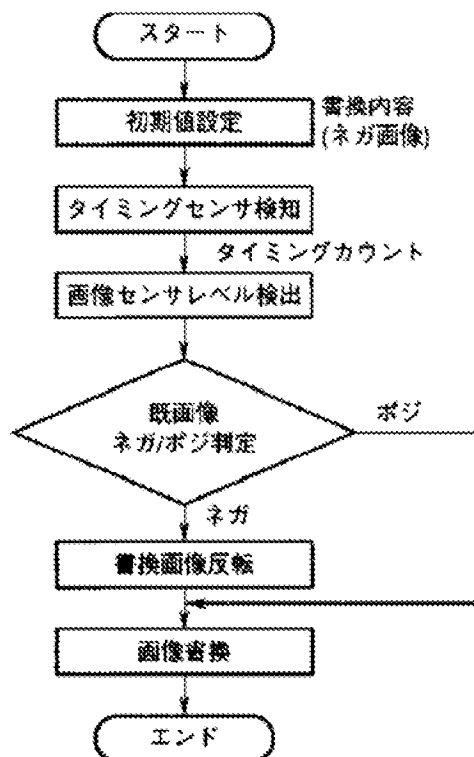 スタート
初期値設定
書換内容
(ネガ画像)
タイミングセンサ検知
タイミングカウント
画像センサレベル検出
既画像
ネガ/ポジ判定
ポジ
ネガ
書換画像反転
画像書換
エンド